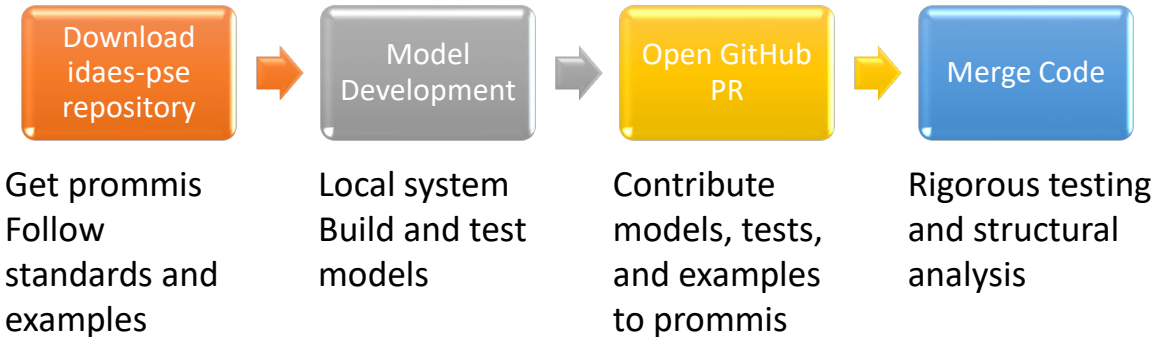 Download
idaes-pse
repository
Model
Development
Open GitHub
PR
Merge Code
Get prommis
Follow
standards and
examples
Local system
Build and test
models
Contribute
models, tests,
and examples
to prommis
Rigorous testing
and structural
analysis